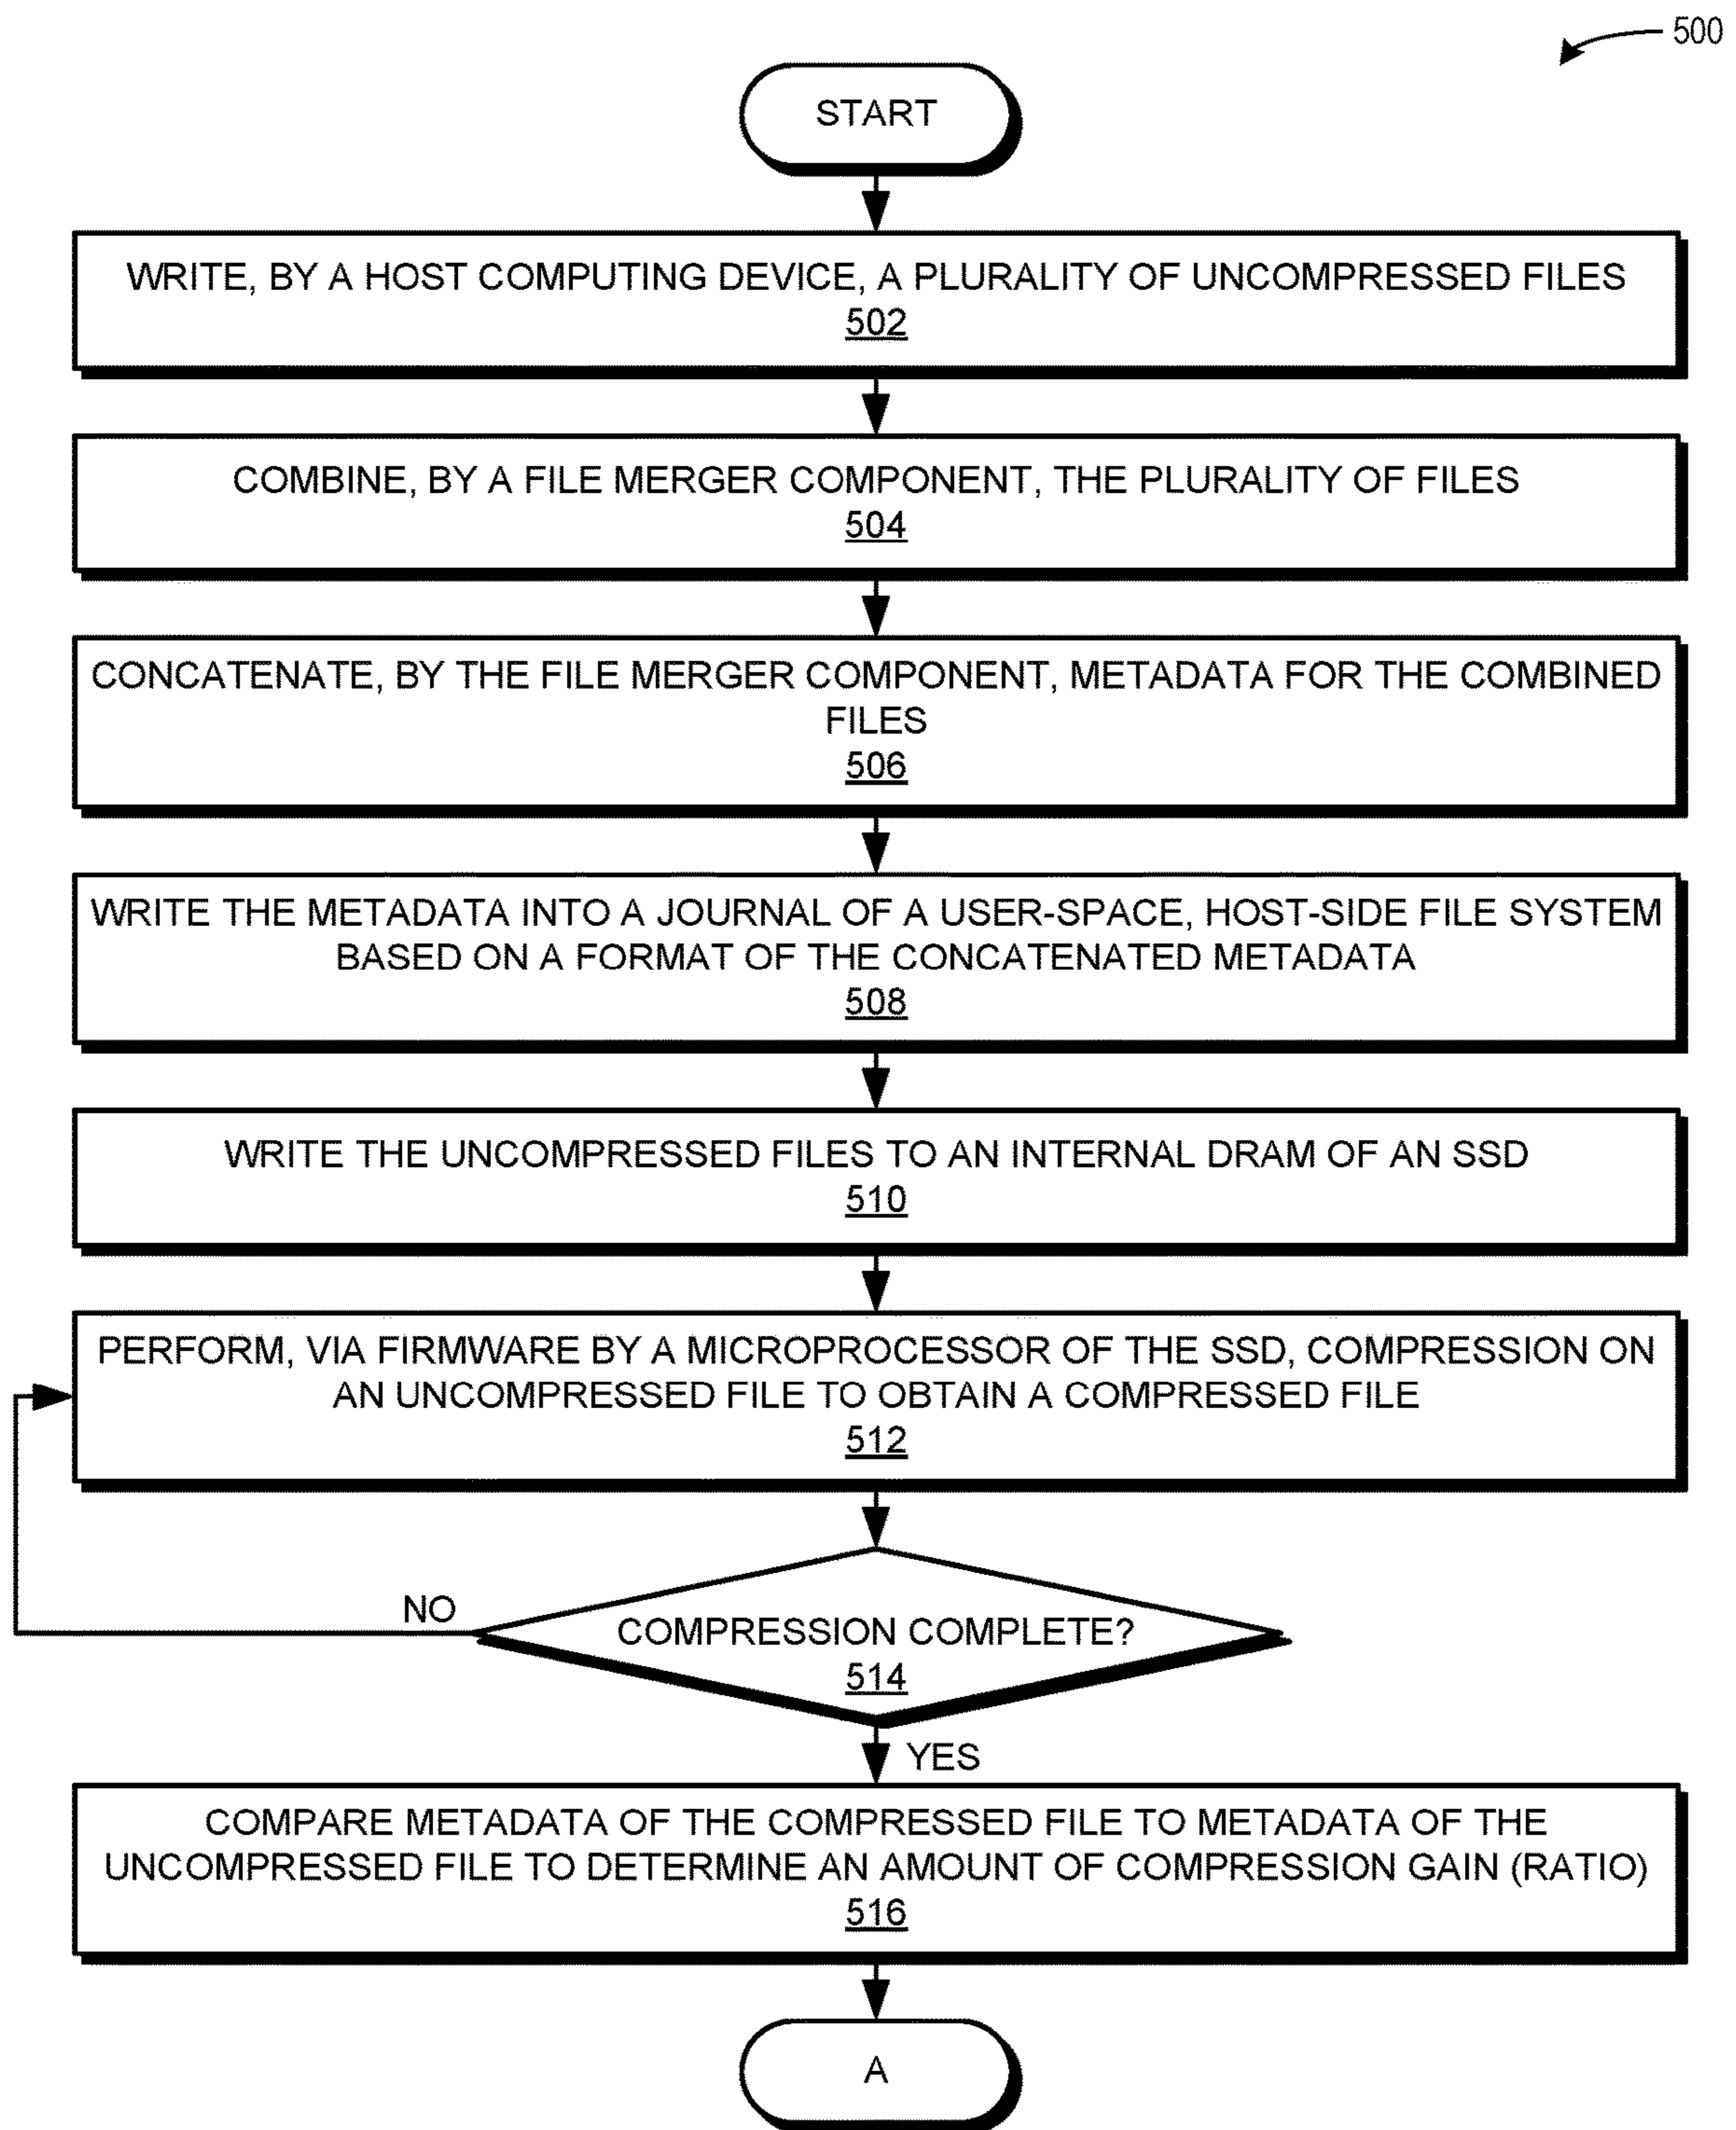 500
START
WRITE, BY A HOST COMPUTING DEVICE, A PLURALITY OF UNCOMPRESSED FILES
502
COMBINE, BY A FILE MERGER COMPONENT, THE PLURALITY OF FILES
504
CONCATENATE, BY THE FILE MERGER COMPONENT, METADATA FOR THE COMBINED
FILES
506
WRITE THE METADATA INTO A JOURNAL OF A USER-SPACE, HOST-SIDE FILE SYSTEM
BASED ON A FORMAT OF THE CONCATENATED METADATA
508
WRITE THE UNCOMPRESSED FILES TO AN INTERNAL DRAM OF AN SSD
510
PERFORM, VIA FIRMWARE BY A MICROPROCESSOR OF THE SSD, COMPRESSION ON
AN UNCOMPRESSED FILE TO OBTAIN A COMPRESSED FILE
512
NO
COMPRESSION COMPLETE?
514
YES
COMPARE METADATA OF THE COMPRESSED FILE TO METADATA OF THE
UNCOMPRESSED FILE TO DETERMINE AN AMOUNT OF COMPRESSION GAIN (RATIO)
516
A